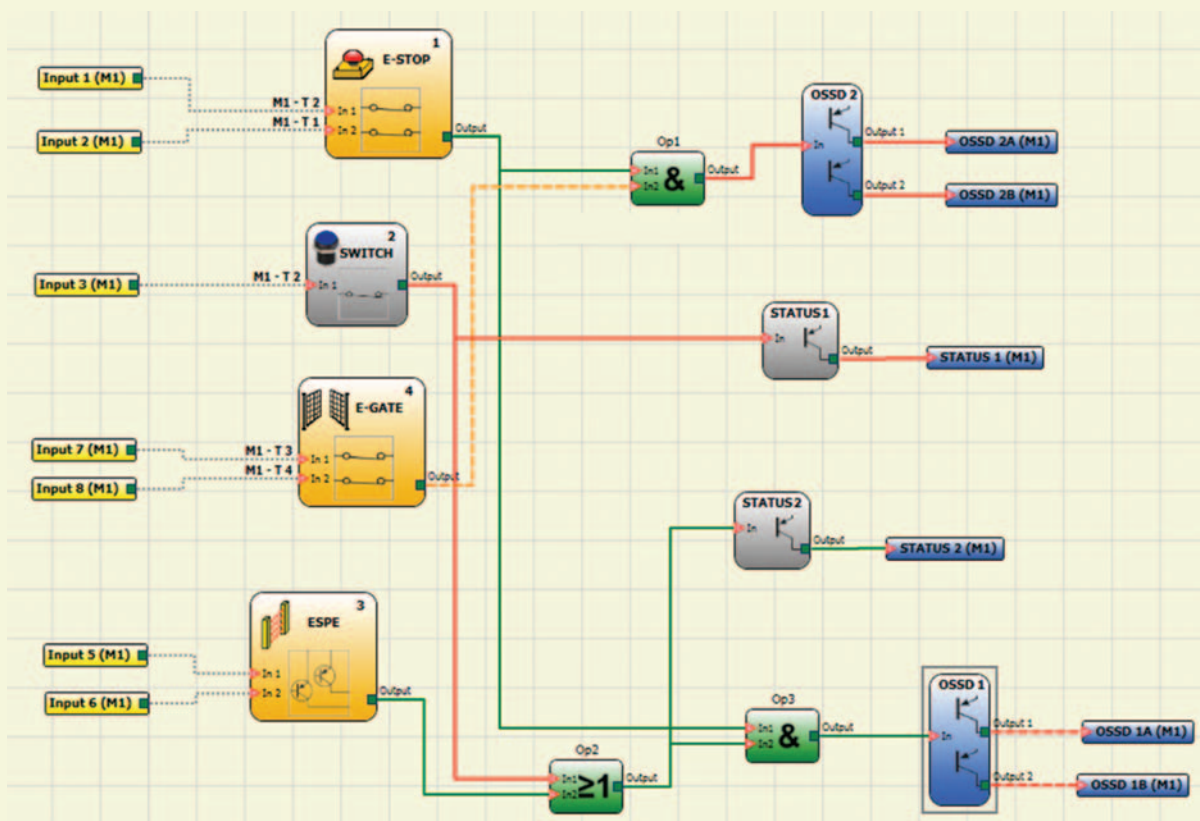 Input 1 (M1)
Input 2 (M1)
M1 - T 2
M1 - T 1
1
E-STOP
In 1
In 2
Output
Op1
In1
In2
&
Output
OSSD 2
In
Output 1
Output 2
OSSD 2A (M1)
OSSD 2B (M1)
Input 3 (M1)
M1 - T 2
2
SWITCH
In 1
Output
STATUS1
In
Output
STATUS 1 (M1)
Input 7 (M1)
Input 8 (M1)
M1 - T 3
M1 - T 4
4
E-GATE
In 1
In 2
Output
STATUS2
In
Output
STATUS 2 (M1)
Input 5 (M1)
Input 6 (M1)
3
ESPE
In 1
In 2
Output
Op2
In1
In2
≥1
Output
Op3
In1
In2
&
Output
OSSD 1
In
Output 1
Output 2
OSSD 1A (M1)
OSSD 1B (M1)